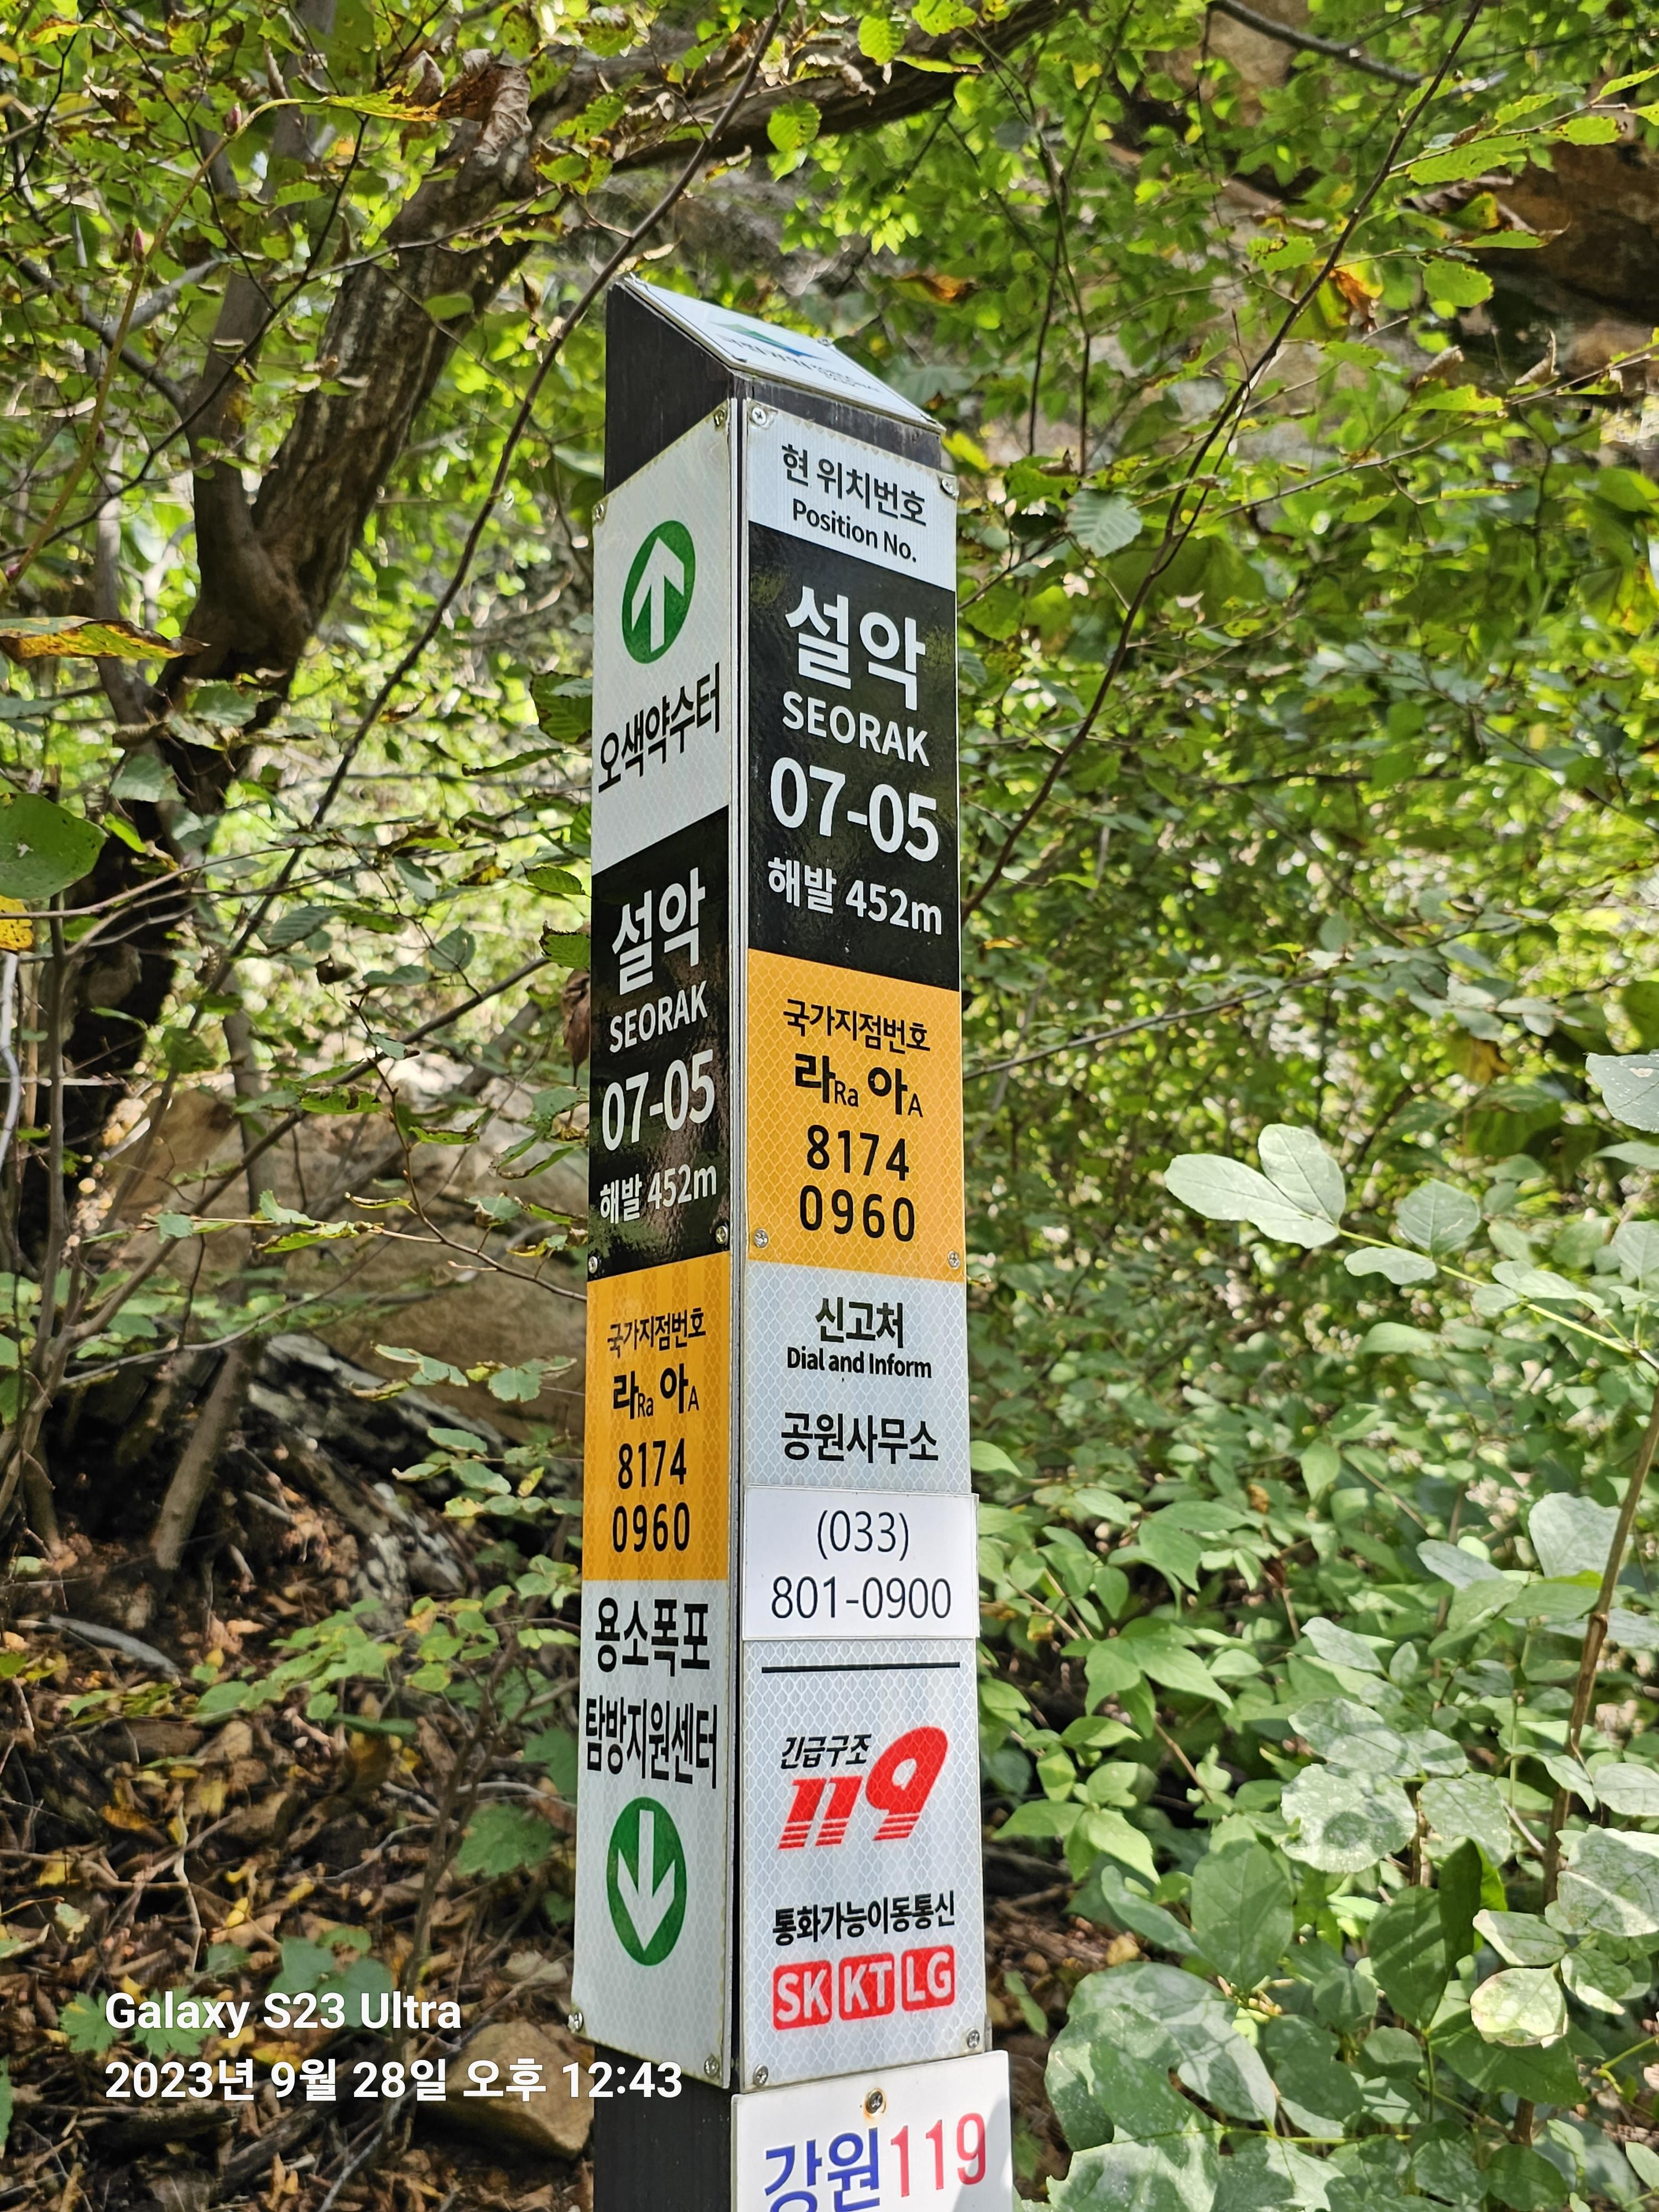 오색약수터
설악
SEORAK
07-05
해발 452m
국가지점번호
라Ra 아A
8174
0960
용소폭포
탐방지원센터
현 위치번호
Position No.
설악
SEORAK
07-05
해발 452m
국가지점번호
라Ra 아A
8174
0960
신고처
Dial and Inform
공원사무소
(033)
801-0900
긴급구조
119
통화가능이동통신
SK KT LG
강원119
Galaxy S23 Ultra
2023년 9월 28일 오후 12:43